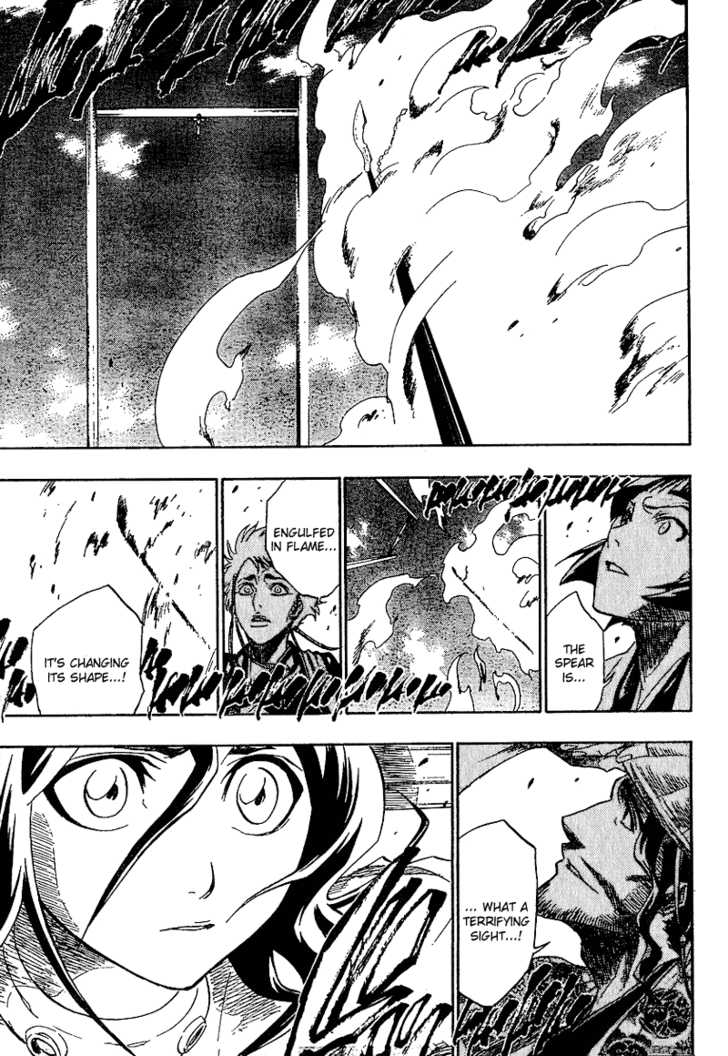 THE
SPEAR
IS...
ENGULFED
IN FLAME...
IT'S CHANGING
ITS SHAPE...!
... WHAT A
TERRIFYING
SIGHT...!